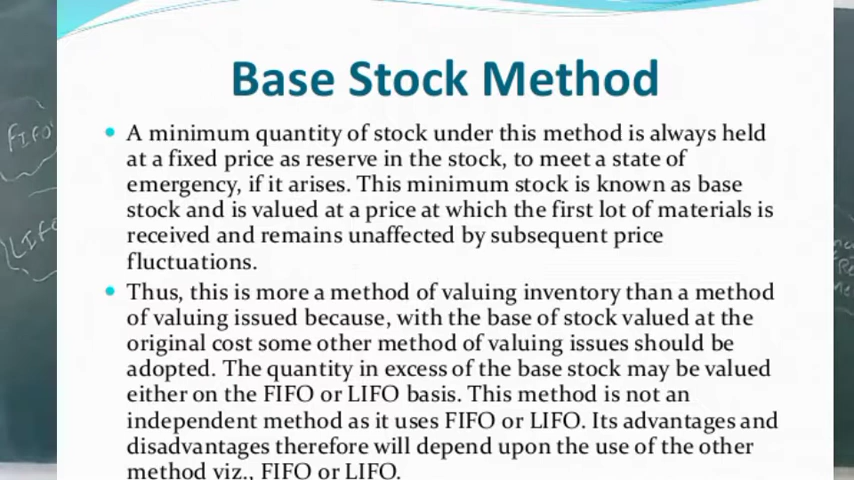 Base Stock Method
A minimum quantity of stock under this method is always held
at a fixed price as reserve in the stock, to meet a state of
emergency, if it arises. This minimum stock is known as base
stock and is valued at a price at which the first lot of materials is
received and remains unaffected by subsequent price
fluctuations.
Thus, this is more a method of valuing inventory than a method
of valuing issued because, with the base of stock valued at the
original cost some other method of valuing issues should be
adopted. The quantity in excess of the base stock may be valued
either on the FIFO or LIFO basis. This method is not an
independent method as it uses FIFO or LIFO. Its advantages and
disadvantages therefore will depend upon the use of the other
method viz., FIFO or LIFO.
FIFO
LIFO